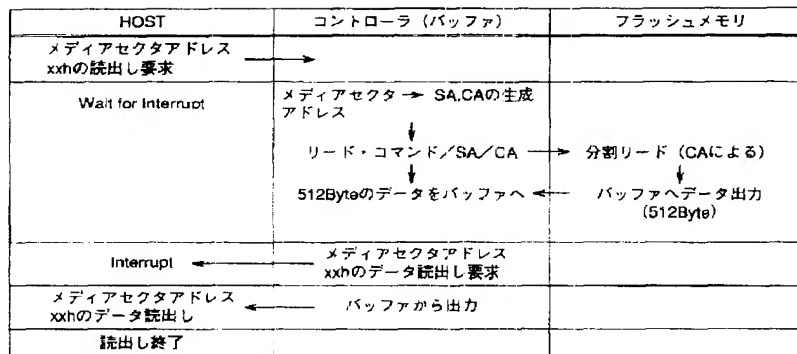 HOST
コントローラ（バッファ）
フラッシュメモリ
メディアセクタアドレス
xxhの読出し要求
Wait for Interrupt
メディアセクタ → SA,CAの生成
アドレス
リード・コマンド／SA／CA
分割リード（CAによる）
512Byteのデータをバッファへ
バッファへデータ出力
(512Byte)
Interrupt
メディアセクタアドレス
xxhのデータ読出し要求
メディアセクタアドレス
xxhのデータ読出し
バッファから出力
読出し終了